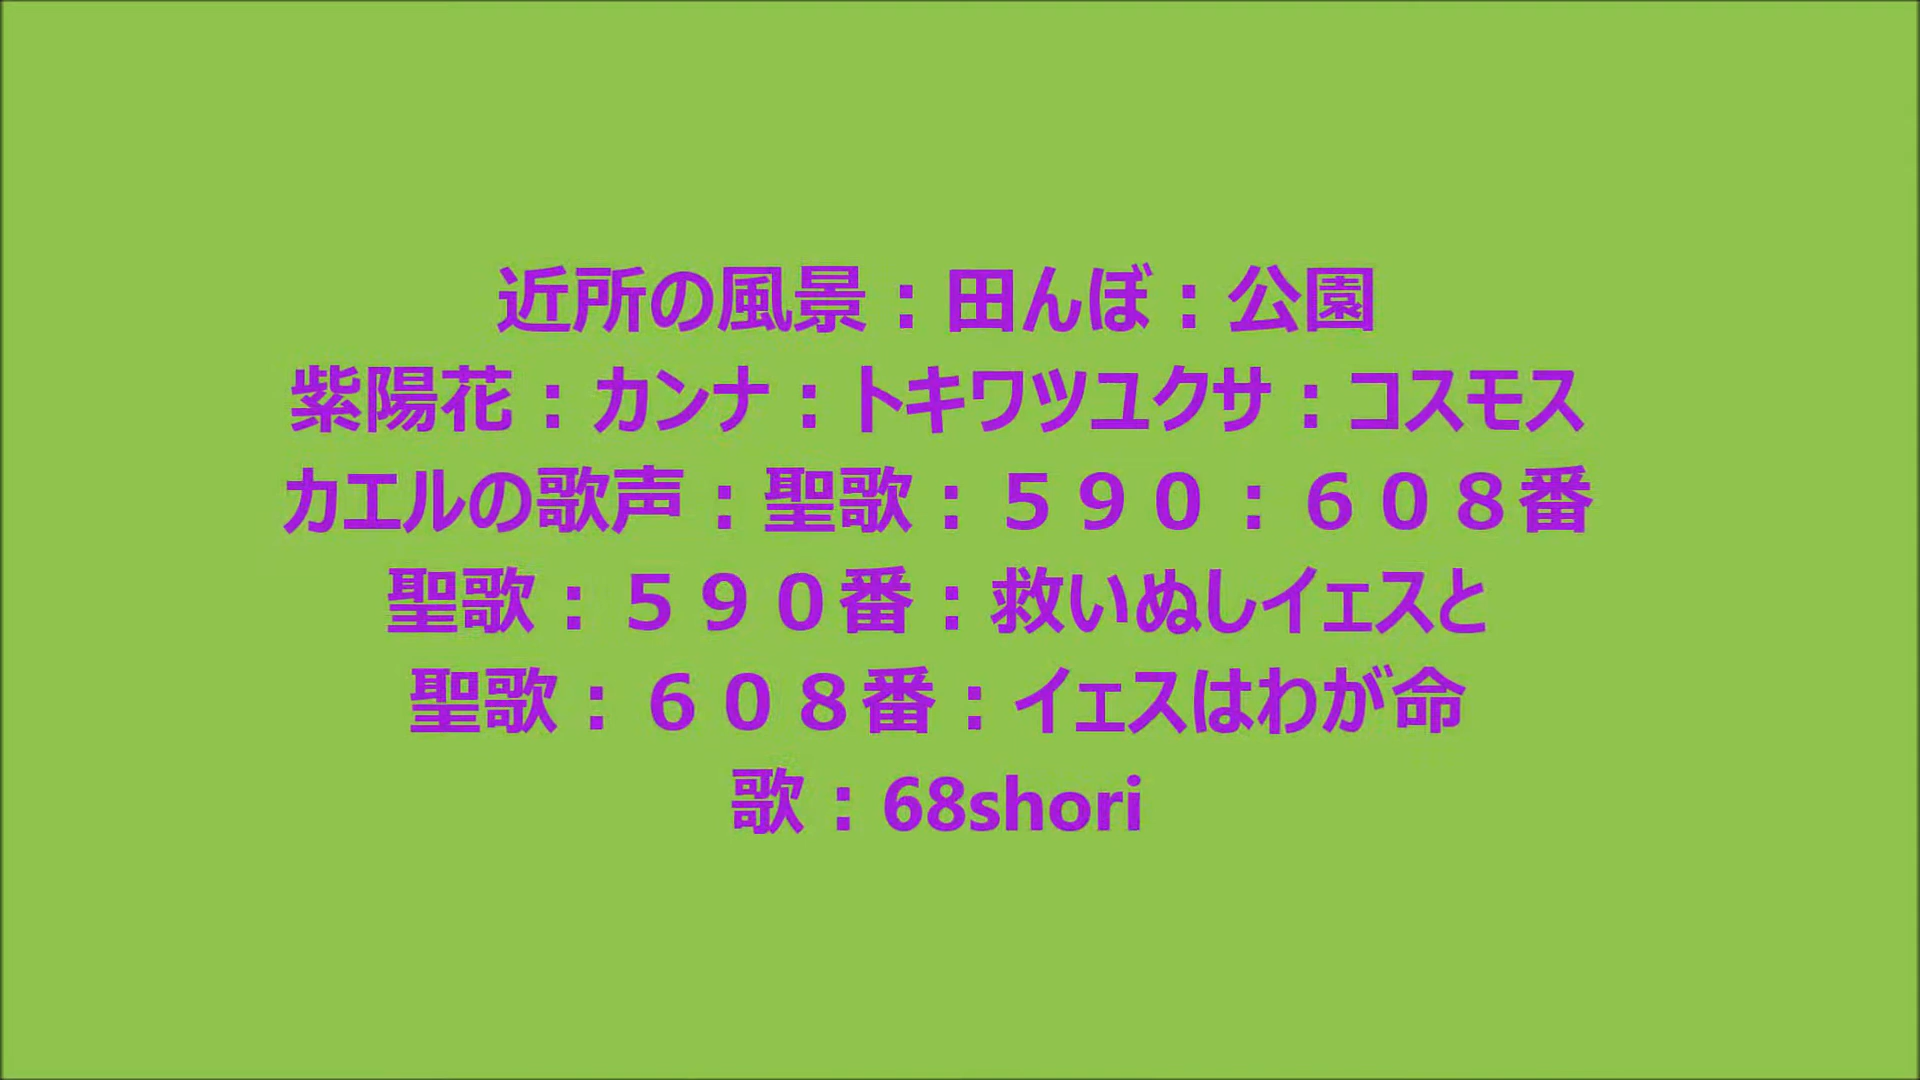 近所の風景：田んぼ：公園
紫陽花：カンナ：トキワツユクサ：コスモス
カエルの歌声：聖歌：５９０：６０８番
聖歌：５９０番：救いぬしイェスと
聖歌：６０８番：イェスはわが命
歌：68shori